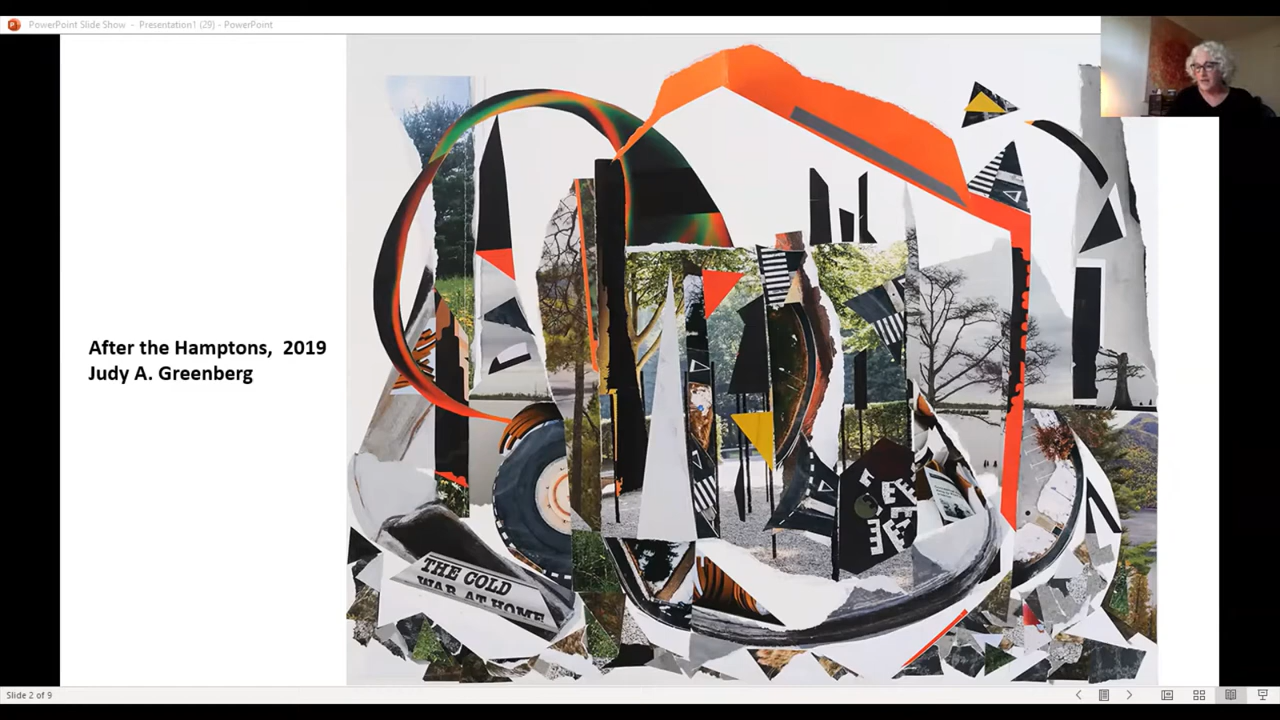 PowerPoint Slide Show - Presentation1 (29) - PowerPoint
After the Hamptons, 2019
Judy A. Greenberg
THE COLD
WAR AT HOME
Slide 2 of 9